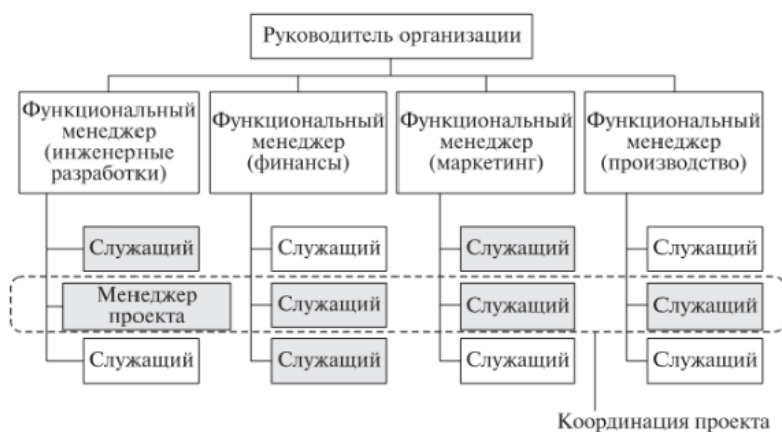 Руководитель организации
Функциональный
менеджер
(инженерные
разработки)
Функциональный
менеджер
(финансы)
Функциональный
менеджер
(маркетинг)
Функциональный
менеджер
(производство)
Служащий
Служащий
Служащий
Служащий
Менеджер
проекта
Служащий
Служащий
Служащий
Служащий
Служащий
Служащий
Служащий
Координация проекта